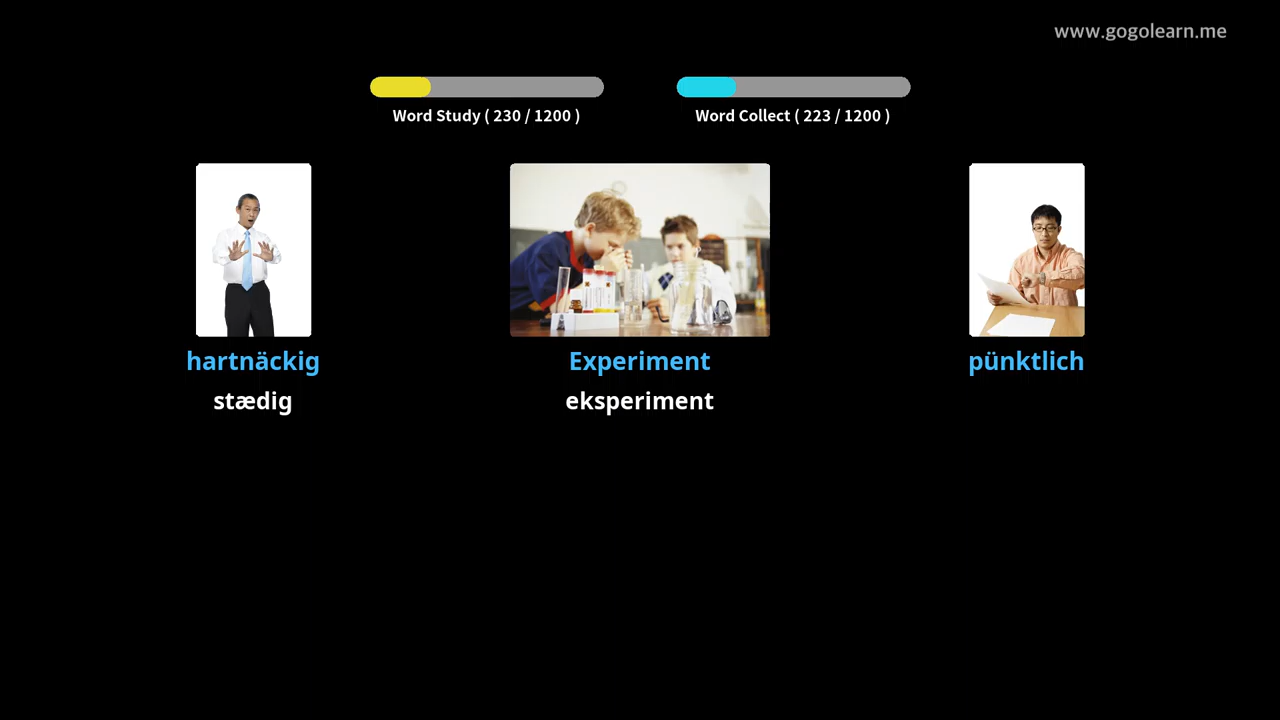 www.gogolearn.me
Word Study ( 230 / 1200 )
Word Collect ( 223 / 1200 )
hartnäckig
Experiment
pünktlich
stædig
eksperiment